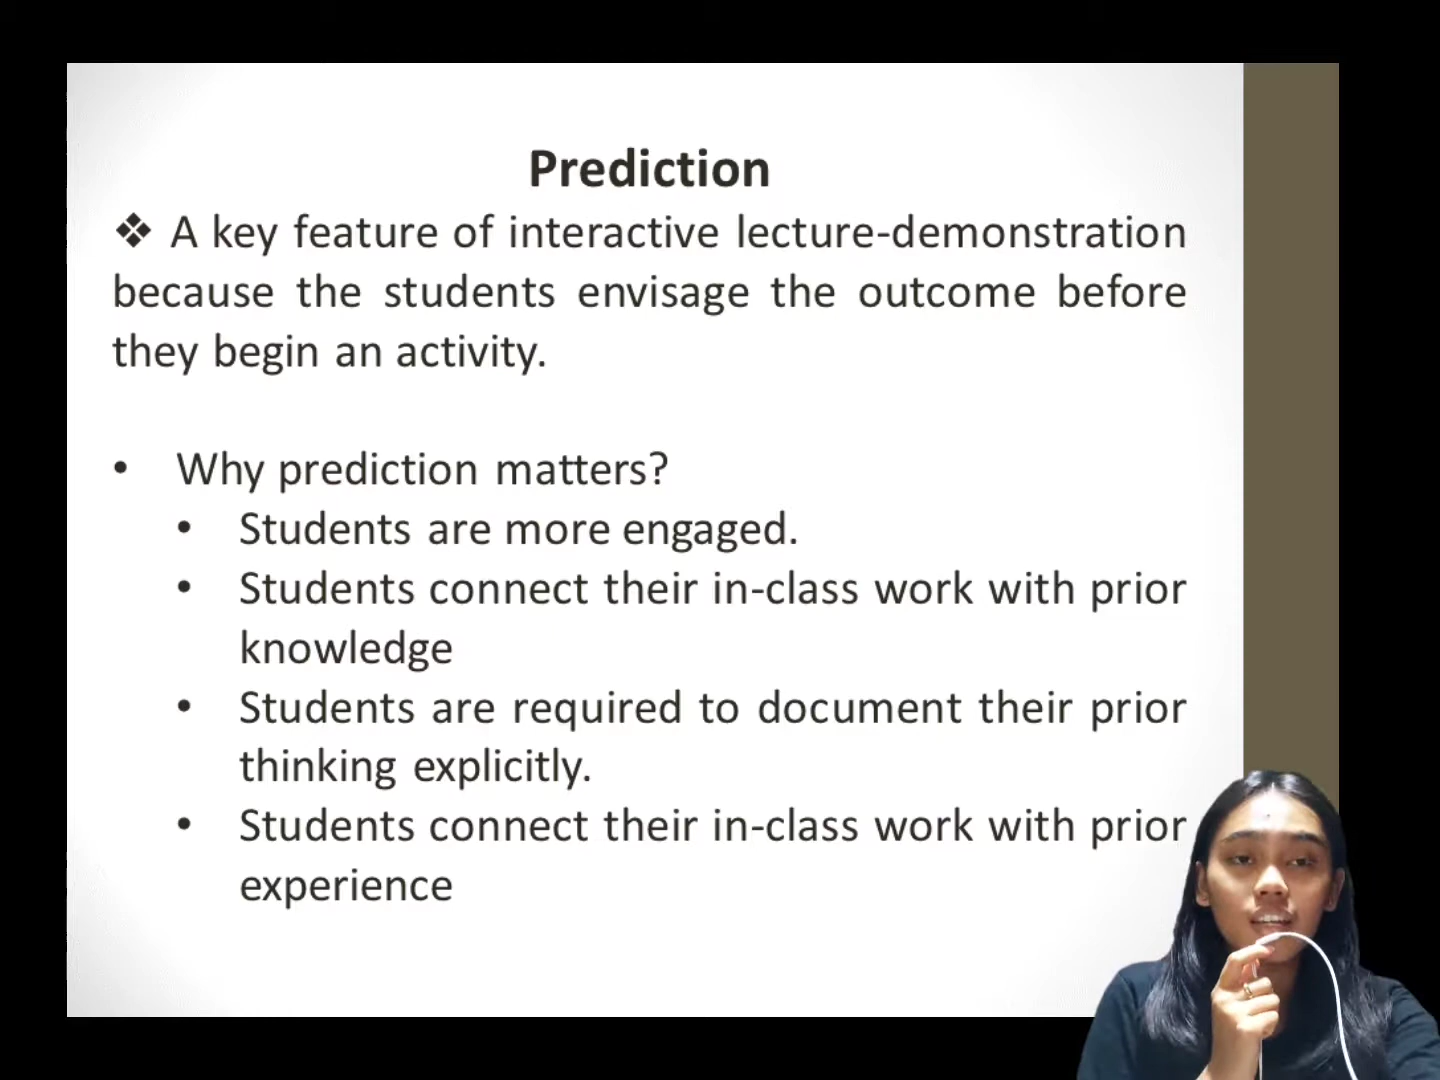 Prediction
❖ A key feature of interactive lecture-demonstration
because the students envisage the outcome before
they begin an activity.
• Why prediction matters?
• Students are more engaged.
• Students connect their in-class work with prior
knowledge
• Students are required to document their prior
thinking explicitly.
• Students connect their in-class work with prior
experience